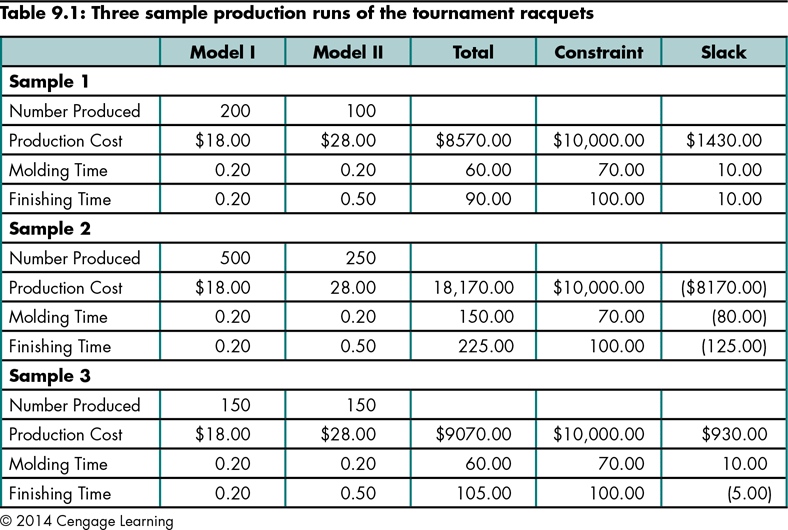 Table 9.1: Three sample production runs of the tournament racquets
Model I Model II Total Constraint Slack
Sample 1
Number Produced 200 100
Production Cost $18.00 $28.00 $8570.00 $10,000.00 $1430.00
Molding Time 0.20 0.20 60.00 70.00 10.00
Finishing Time 0.20 0.50 90.00 100.00 10.00
Sample 2
Number Produced 500 250
Production Cost $18.00 28.00 18,170.00 $10,000.00 ($8170.00)
Molding Time 0.20 0.20 150.00 70.00 (80.00)
Finishing Time 0.20 0.50 225.00 100.00 (125.00)
Sample 3
Number Produced 150 150
Production Cost $18.00 $28.00 $9070.00 $10,000.00 $930.00
Molding Time 0.20 0.20 60.00 70.00 10.00
Finishing Time 0.20 0.50 105.00 100.00 (5.00)
© 2014 Cengage Learning